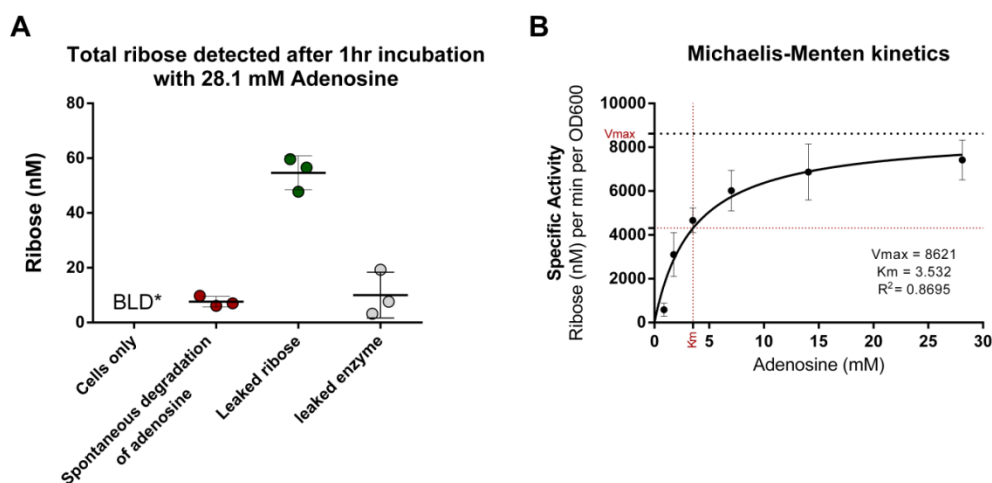 A
Total ribose detected after 1hr incubation
with 28.1 mM Adenosine
Ribose (nM)
80
60
40
20
0
BLD*
Cells only
Spontaneous degradation
of adenosine
Leaked ribose
leaked enzyme
B
Michaelis-Menten kinetics
Specific Activity
Ribose (nM) per min per OD600
10000
Vmax
8000
6000
4000
2000
0
Vmax = 8621
Km = 3.532
R²= 0.8695
0
Km
5
10
15
20
25
30
Adenosine (mM)